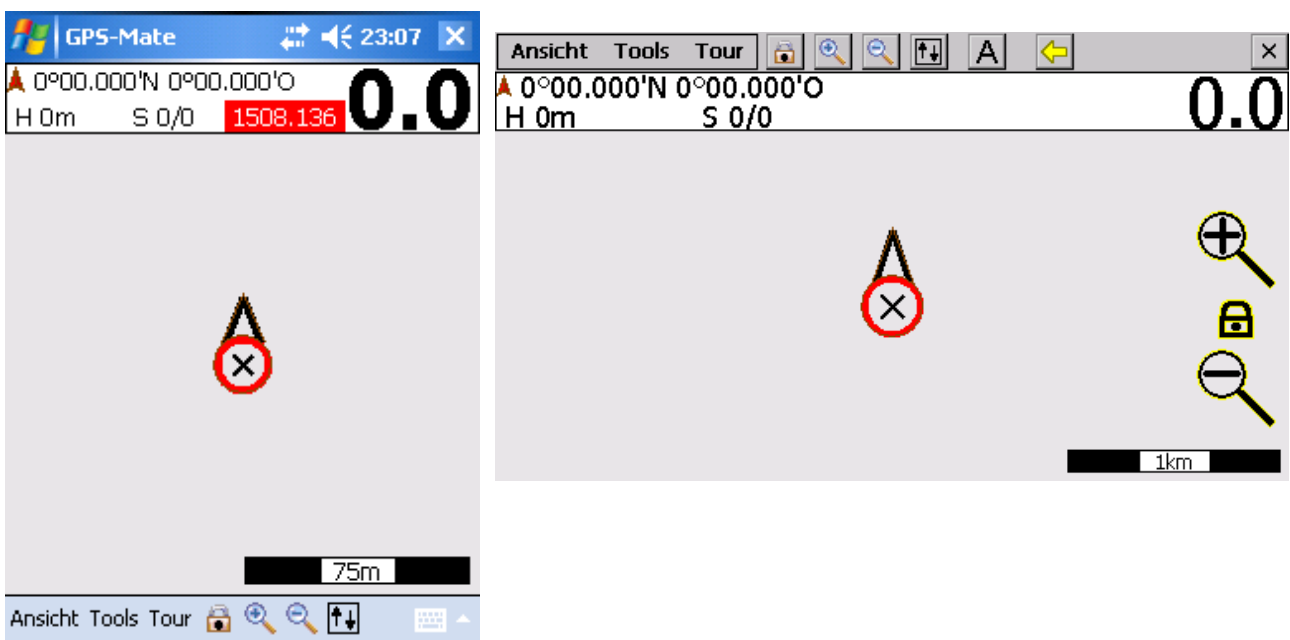 GPS-Mate 23:07
0°00.000'N 0°00.000'O 0.0
H 0m S 0/0 1508.136
75m
Ansicht Tools Tour
Ansicht Tools Tour A
0°00.000'N 0°00.000'O 0.0
H 0m S 0/0
1km